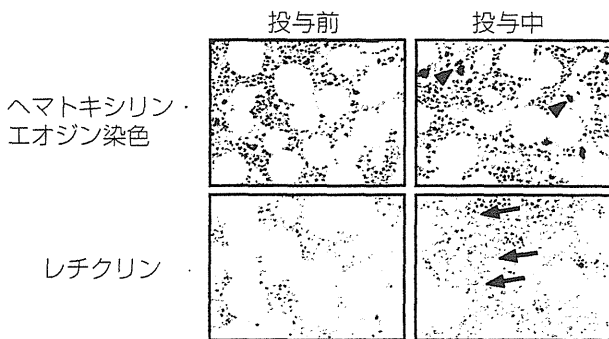 投与前
投与中
ヘマトキシリン・
エオジン染色
レチクリン